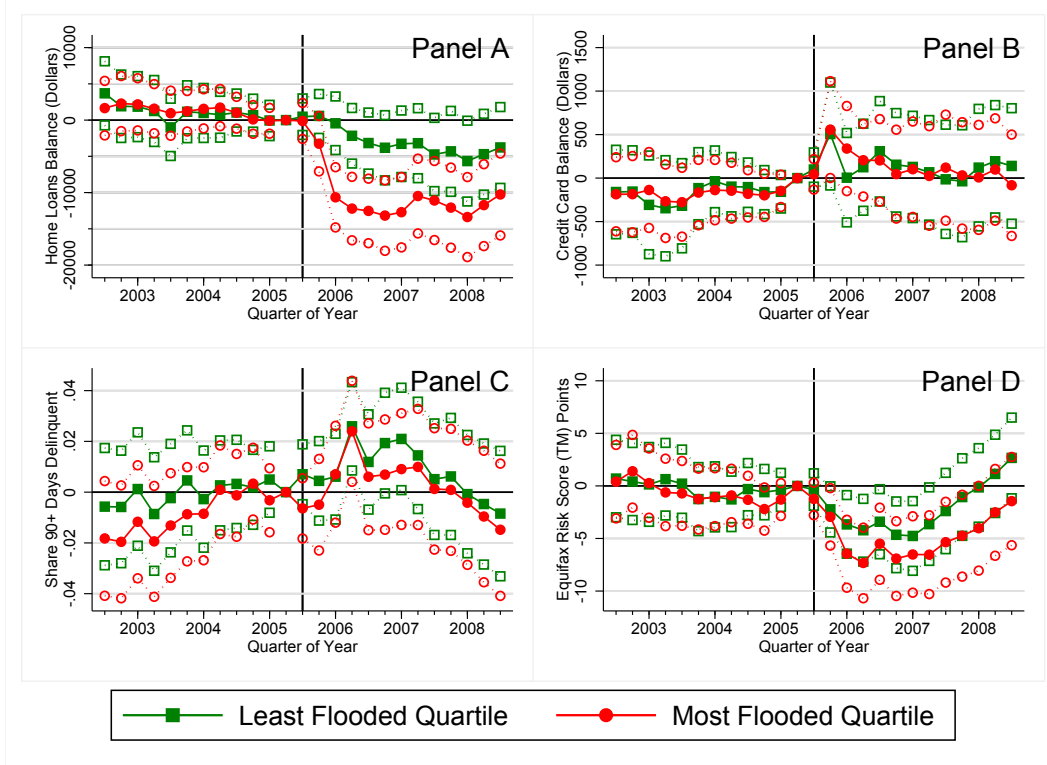 Panel A
Home Loans Balance (Dollars)
10000
0
-10000
-20000
2003 2004 2005 2006 2007 2008
Quarter of Year
Panel B
Credit Card Balance (Dollars)
1500
1000
500
0
-500
-1000
2003 2004 2005 2006 2007 2008
Quarter of Year
Panel C
Share 90+ Days Delinquent
.04
.02
0
-.02
-.04
2003 2004 2005 2006 2007 2008
Quarter of Year
Panel D
Equifax Risk Score (TM) Points
10
5
0
-5
-10
2003 2004 2005 2006 2007 2008
Quarter of Year
Least Flooded Quartile Most Flooded Quartile